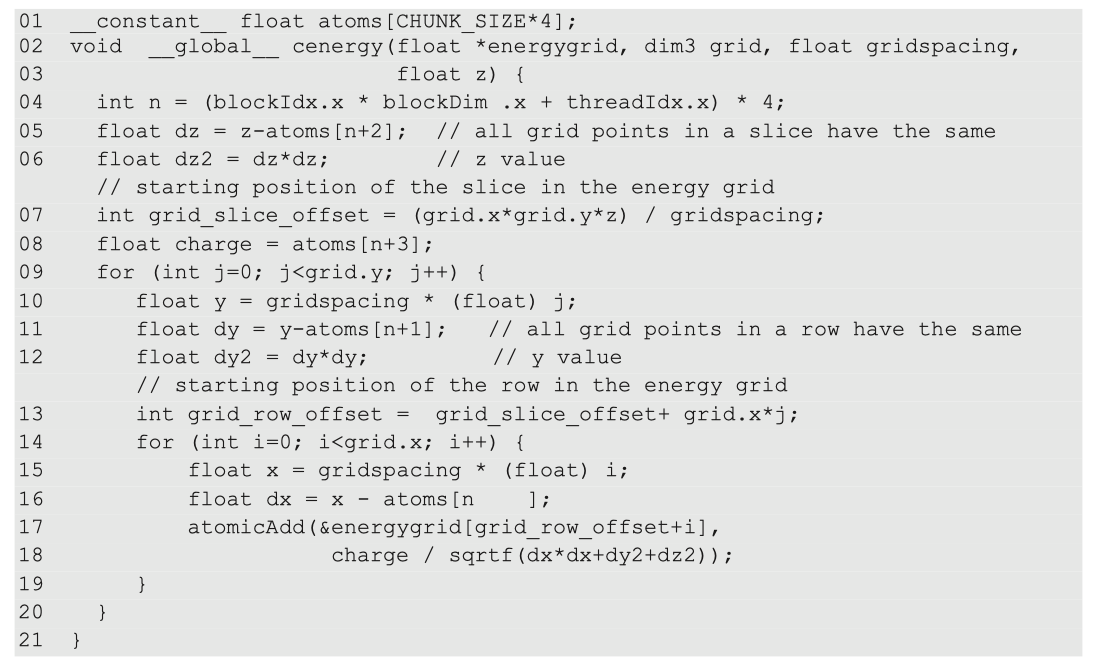 01 __constant__ float atoms[CHUNK_SIZE*4];
02 void __global__ cenergy(float *energygrid, dim3 grid, float gridspacing,
03 float z) {
04 int n = (blockIdx.x * blockDim .x + threadIdx.x) * 4;
05 float dz = z-atoms[n+2]; // all grid points in a slice have the same
06 float dz2 = dz*dz; // z value
// starting position of the slice in the energy grid
07 int grid_slice_offset = (grid.x*grid.y*z) / gridspacing;
08 float charge = atoms[n+3];
09 for (int j=0; j<grid.y; j++) {
10 float y = gridspacing * (float) j;
11 float dy = y-atoms[n+1]; // all grid points in a row have the same
12 float dy2 = dy*dy; // y value
// starting position of the row in the energy grid
13 int grid_row_offset = grid_slice_offset+ grid.x*j;
14 for (int i=0; i<grid.x; i++) {
15 float x = gridspacing * (float) i;
16 float dx = x - atoms[n ];
17 atomicAdd(&energygrid[grid_row_offset+i],
18 charge / sqrtf(dx*dx+dy2+dz2));
19 }
20 }
21 }